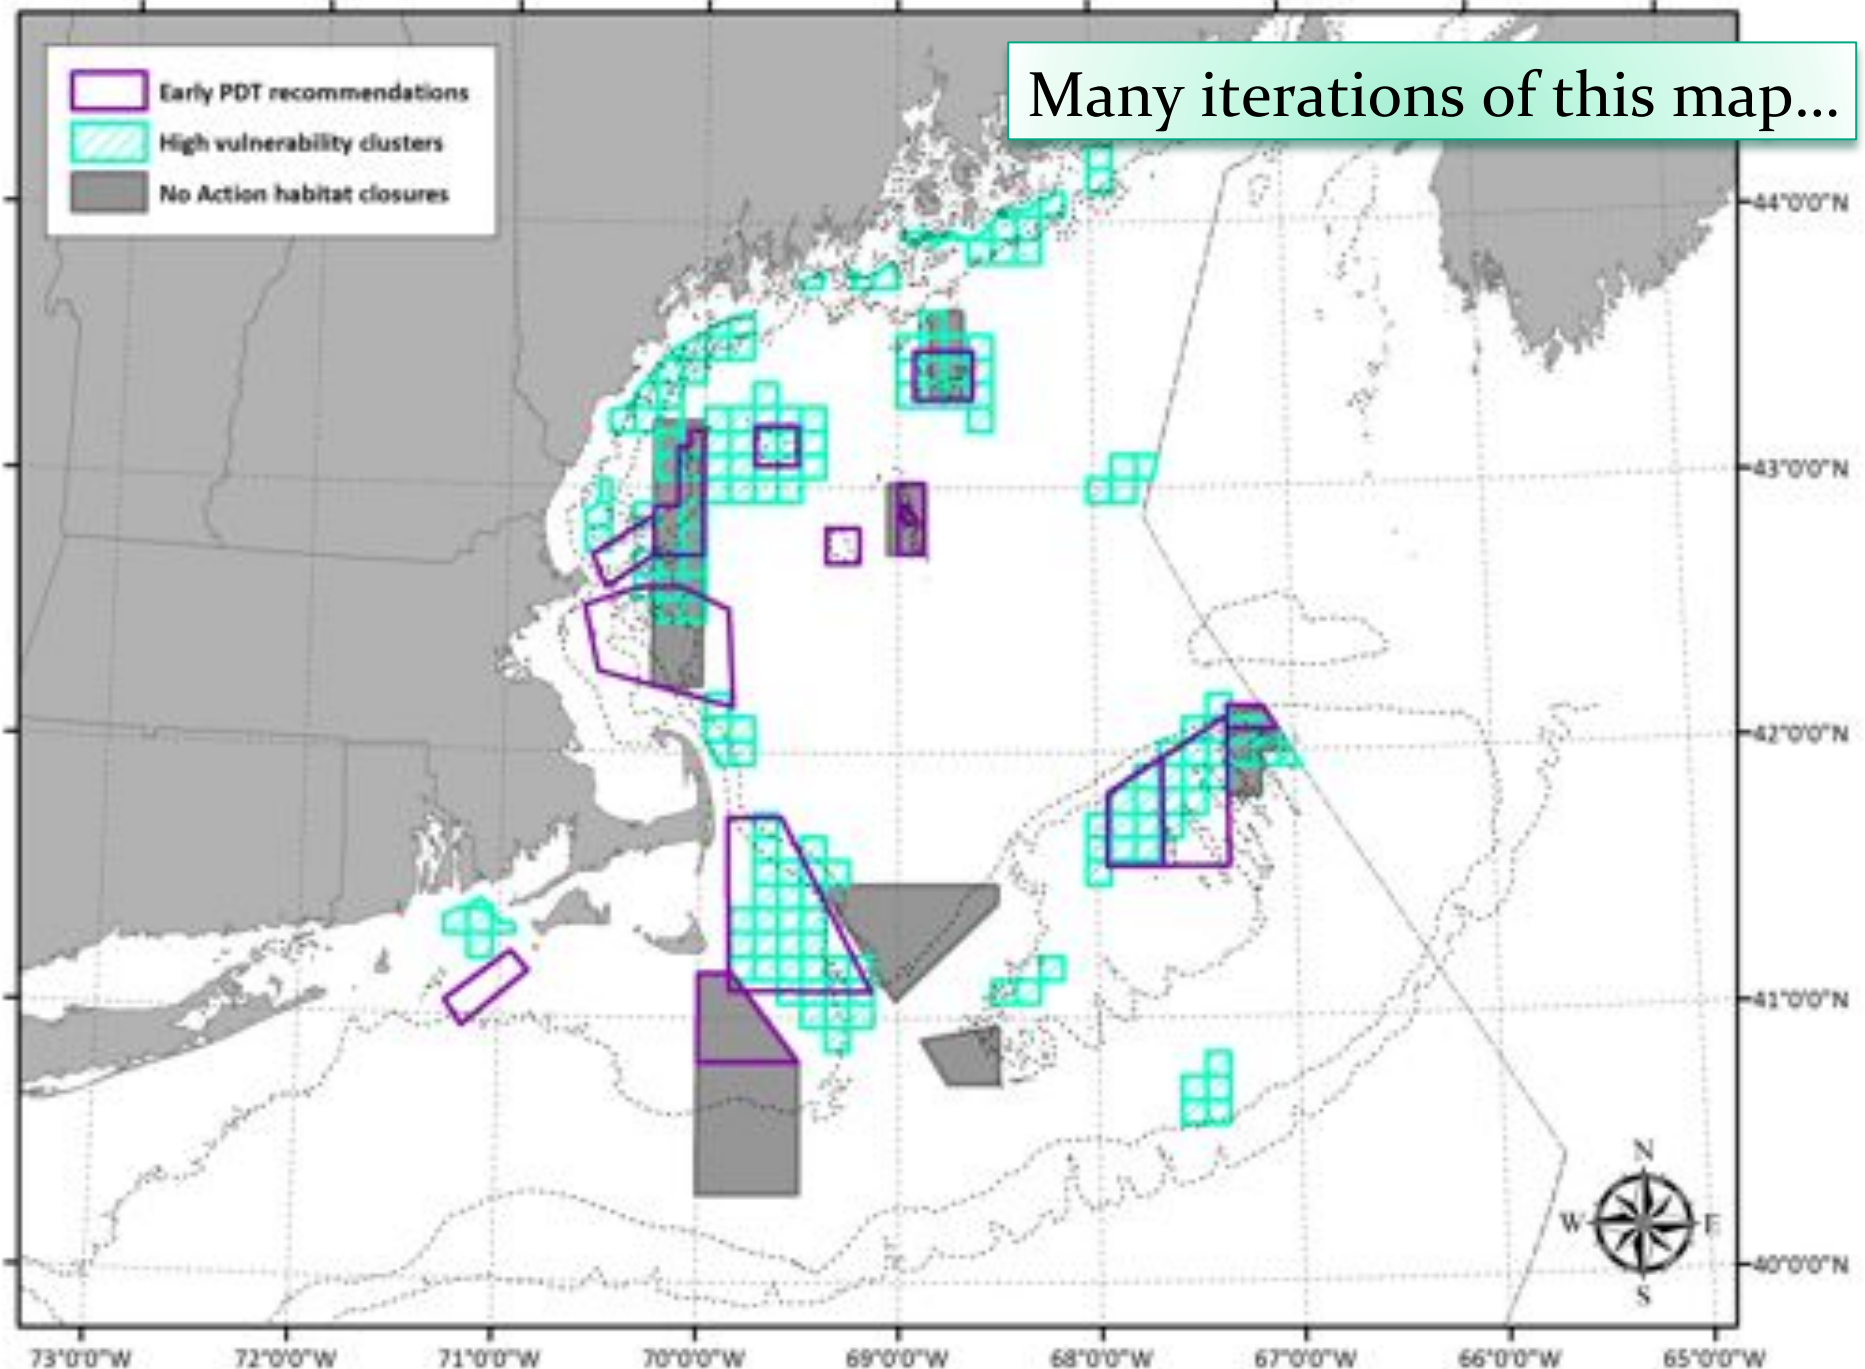 Many iterations of this map...
Early PDT recommendations
High vulnerability clusters
No Action habitat closures
44°0'0"N
43°0'0"N
42°0'0"N
41°0'0"N
40°0'0"N
N
W E
S
73°0'0"W 72°0'0"W 71°0'0"W 70°0'0"W 69°0'0"W 68°0'0"W 67°0'0"W 66°0'0"W 65°0'0"W